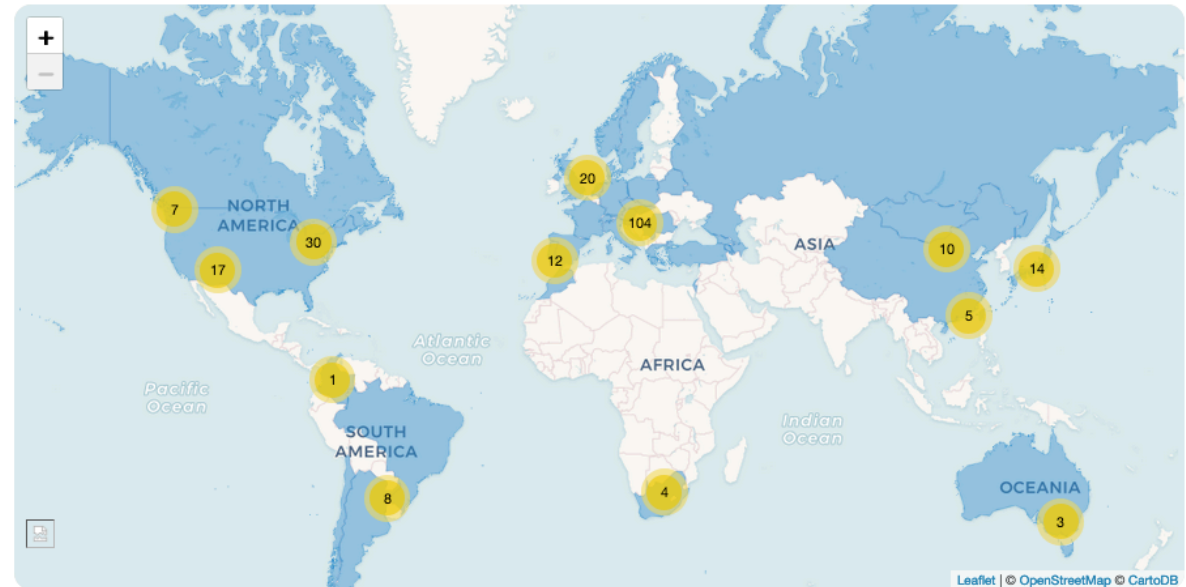 +
−
20
7
NORTH
AMERICA
104
30
ASIA
10
12
17
14
5
Atlantic
Ocean
AFRICA
1
Pacific
Ocean
Indian
Ocean
SOUTH
AMERICA
OCEANIA
4
8
3
Leaflet | © OpenStreetMap © CartoDB